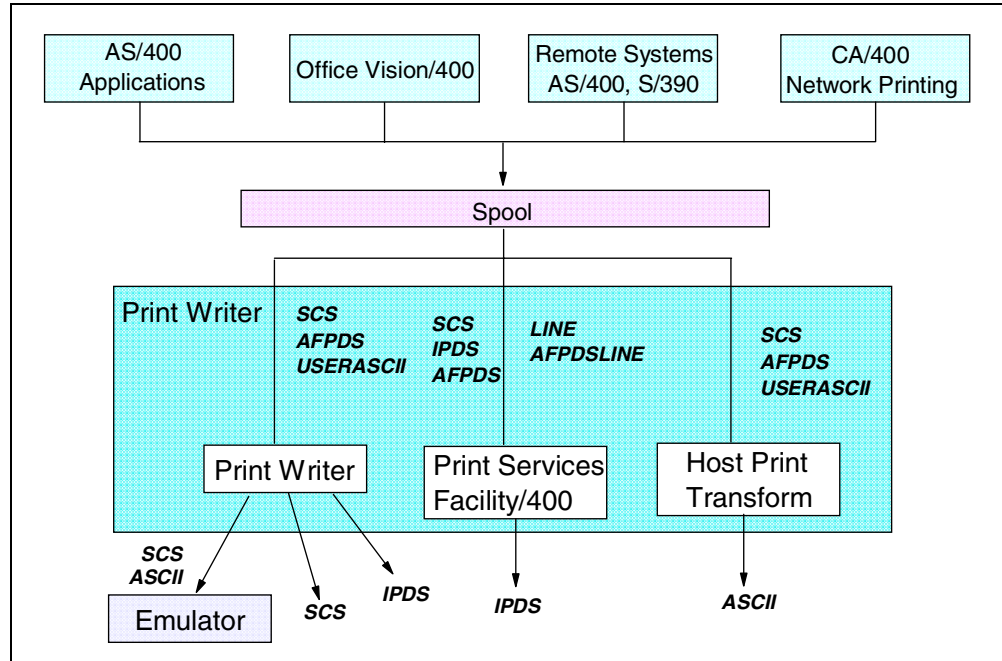 AS/400
Applications
Office Vision/400
Remote Systems
AS/400, S/390
CA/400
Network Printing
Spool
Print Writer
SCS
AFPDS
USERASCII
SCS
IPDS
AFPDS
LINE
AFPDSLINE
SCS
AFPDS
USERASCII
Print Writer
Print Services
Facility/400
Host Print
Transform
SCS
ASCII
Emulator
SCS
IPDS
IPDS
ASCII